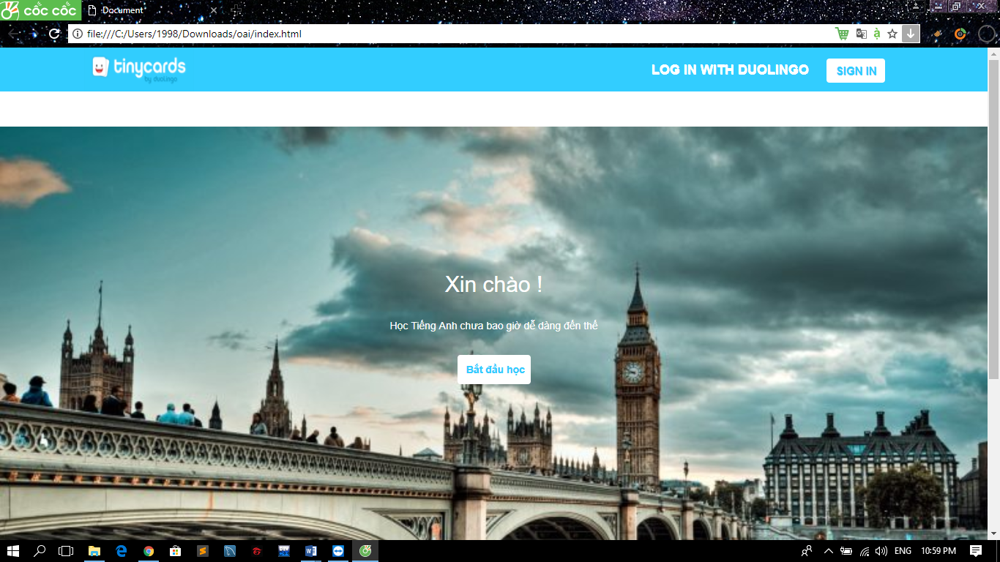 cốc cốc
Document
file:///C:/Users/1998/Downloads/oai/index.html
tinycards
by duolingo
LOG IN WITH DUOLINGO
SIGN IN
Xin chào !
Học Tiếng Anh chưa bao giờ dễ dàng đến thế
Bắt đầu học
ENG
10:59 PM